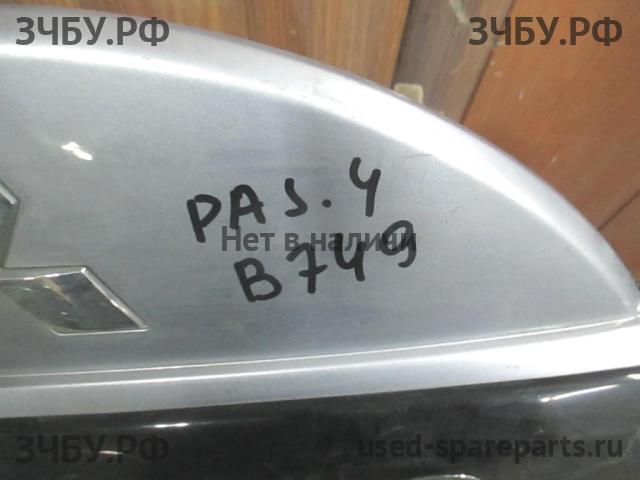 ЗЧБУ.РФ ЗЧБУ.РФ
PAS.4
Нет в наличии
B749
ЗЧБУ.РФ used-spareparts.ru